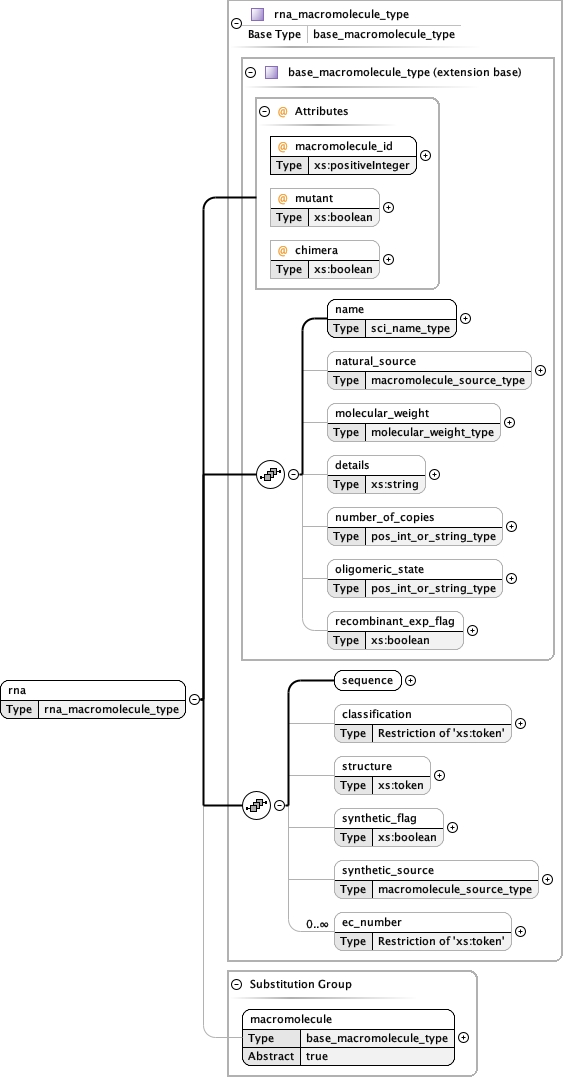 rna_macromolecule_type
Base Type base_macromolecule_type
base_macromolecule_type (extension base)
@ Attributes
@ macromolecule_id
Type xs:positiveInteger
@ mutant
Type xs:boolean
@ chimera
Type xs:boolean
name
Type sci_name_type
natural_source
Type macromolecule_source_type
molecular_weight
Type molecular_weight_type
details
Type xs:string
number_of_copies
Type pos_int_or_string_type
oligomeric_state
Type pos_int_or_string_type
recombinant_exp_flag
Type xs:boolean
rna
Type rna_macromolecule_type
sequence
classification
Type Restriction of 'xs:token'
structure
Type xs:token
synthetic_flag
Type xs:boolean
synthetic_source
Type macromolecule_source_type
0..∞ ec_number
Type Restriction of 'xs:token'
Substitution Group
macromolecule
Type base_macromolecule_type
Abstract true